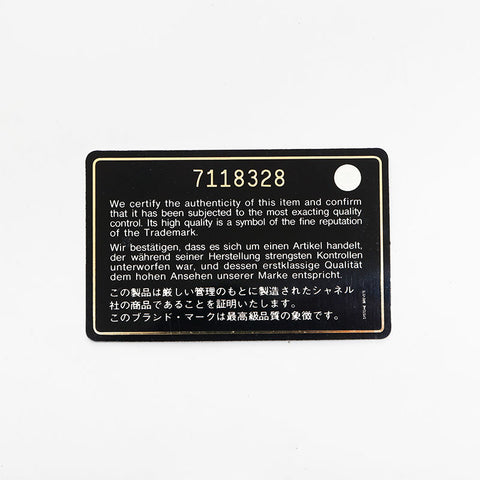 7118328
We certify the authenticity of this item and confirm
that it has been subjected to the most exacting quality
control. Its high quality is a symbol of the fine reputation
of the Trademark.
Wir bestätigen, dass es sich um einen Artikel handelt,
der während seiner Herstellung strengsten Kontrollen
unterworfen war, und dessen erstklassige Qualität
dem hohen Ansehen unserer Marke entspricht.
この製品は厳しい管理のもとに製造されたシャネル
社の商品であることを証明いたします。
このブランド・マークは最高級品質の象徴です。